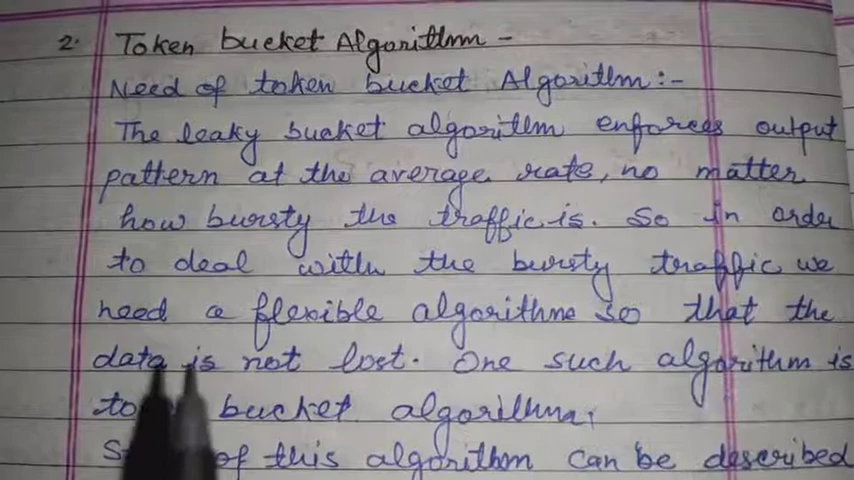 2. Token bucket Algorithm -
Need of token bucket Algorithm :-
The leaky bucket algorithm enforces output
pattern at the average rate, no matter
how bursty the traffic is. So in order
to deal with the bursty traffic we
need a flexible algorithm so that the
data is not lost. One such algorithm is
bucket algorithm.
of this algorithm can be described